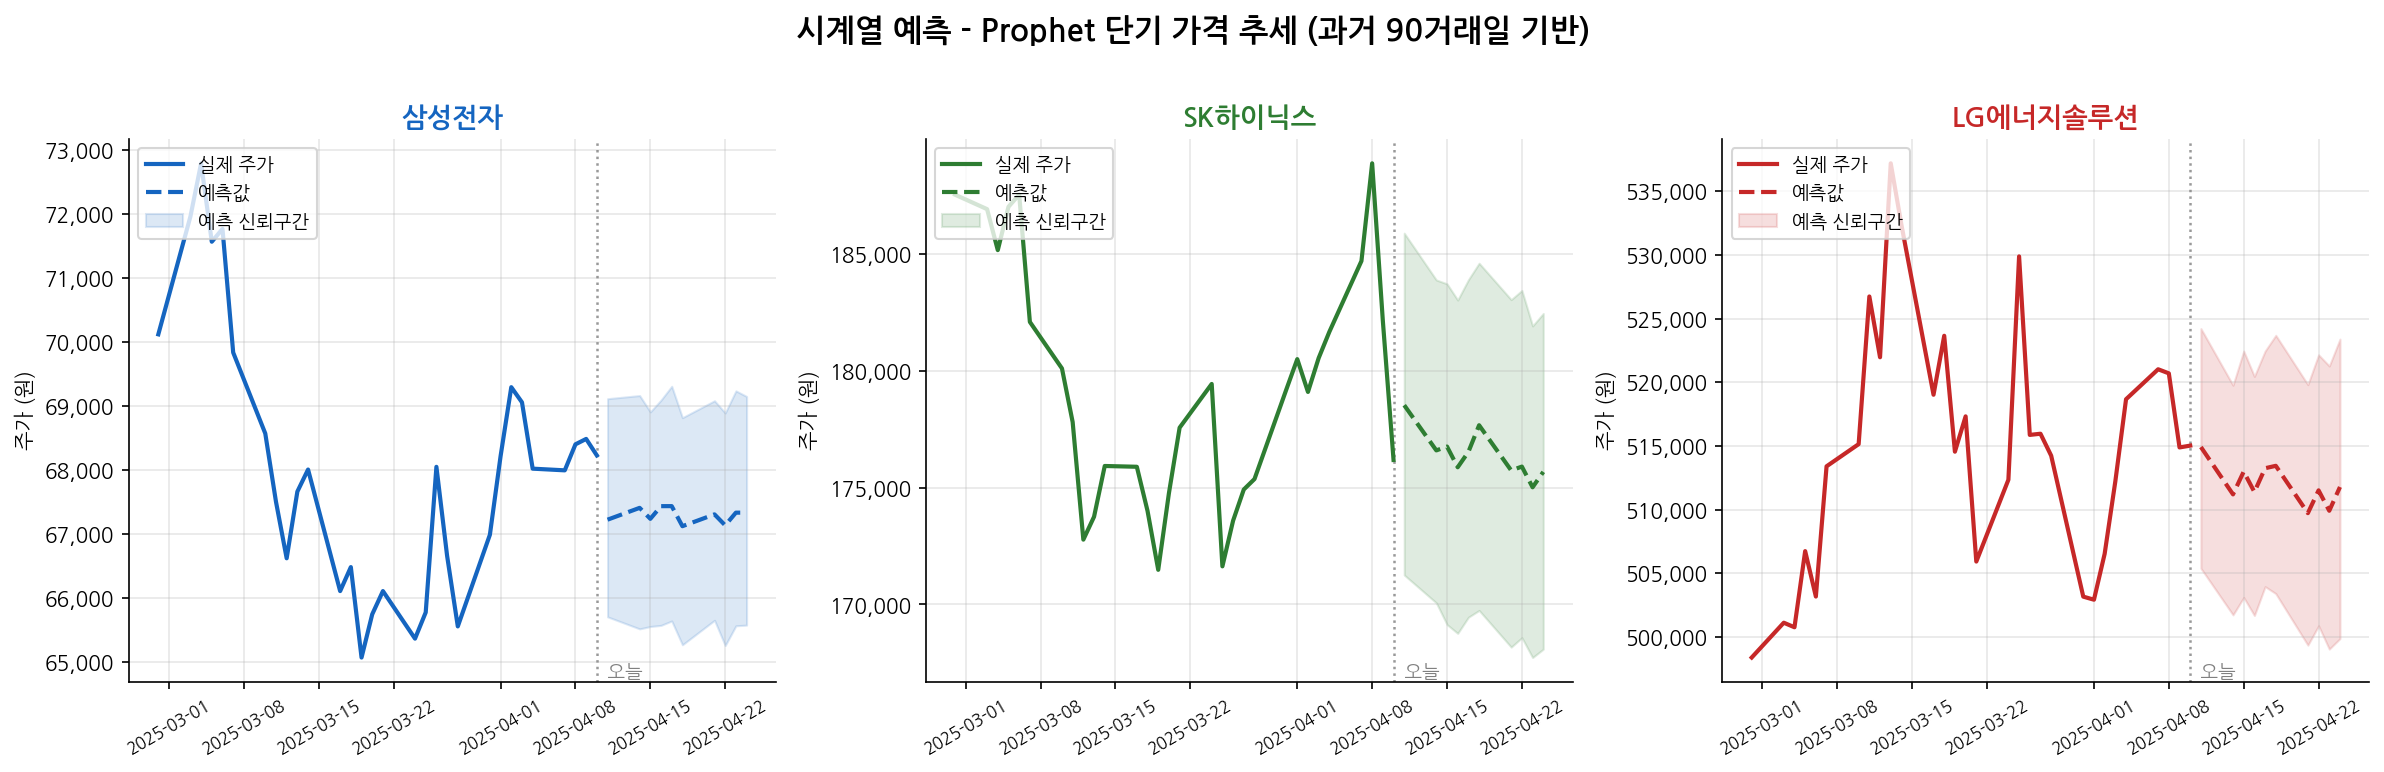 시계열 예측 - Prophet 단기 가격 추세 (과거 90거래일 기반)
삼성전자
주가 (원)
73,000
72,000
71,000
70,000
69,000
68,000
67,000
66,000
65,000
실제 주가
예측값
예측 신뢰구간
오늘
2025-03-01
2025-03-08
2025-03-15
2025-03-22
2025-04-01
2025-04-08
2025-04-15
2025-04-22
SK하이닉스
주가 (원)
185,000
180,000
175,000
170,000
실제 주가
예측값
예측 신뢰구간
오늘
2025-03-01
2025-03-08
2025-03-15
2025-03-22
2025-04-01
2025-04-08
2025-04-15
2025-04-22
LG에너지솔루션
주가 (원)
535,000
530,000
525,000
520,000
515,000
510,000
505,000
500,000
실제 주가
예측값
예측 신뢰구간
오늘
2025-03-01
2025-03-08
2025-03-15
2025-03-22
2025-04-01
2025-04-08
2025-04-15
2025-04-22